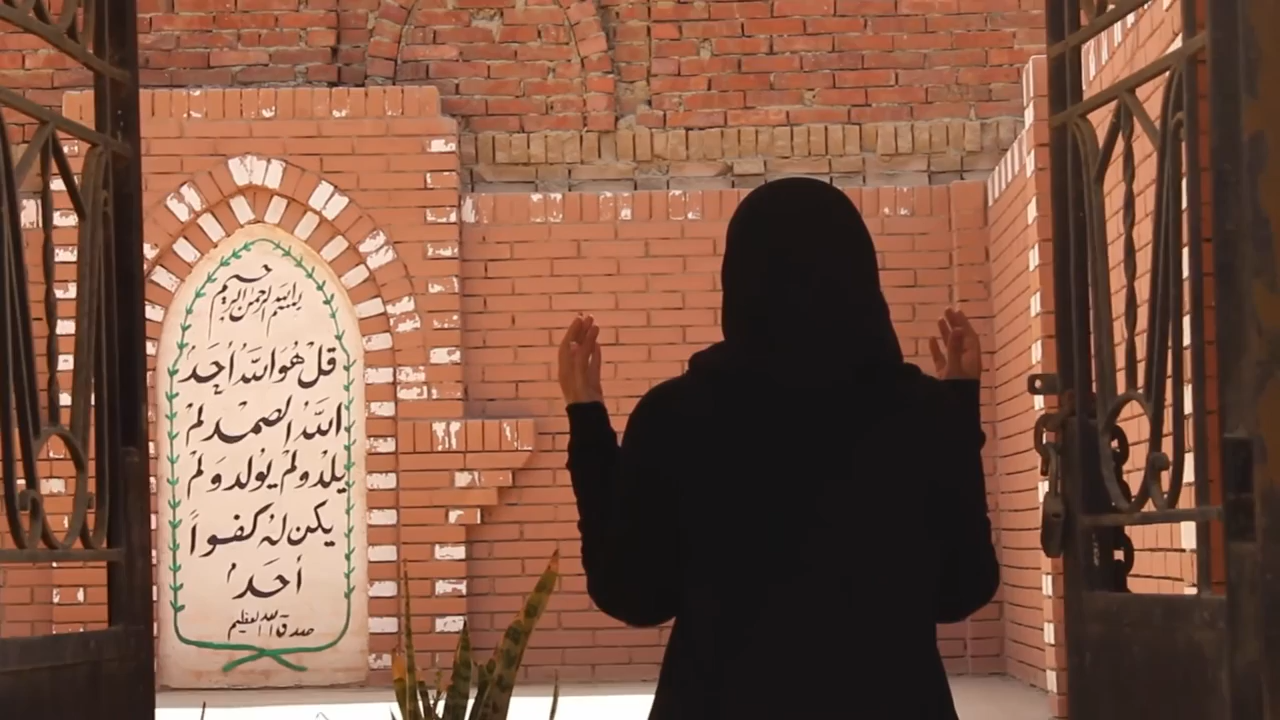 بسم الله الرحمن الرحيم
قل هو الله أحد
الله الصمد لم
يلد ولم يولد ولم
يكن له كفواً
أحد
صدق الله العظيم